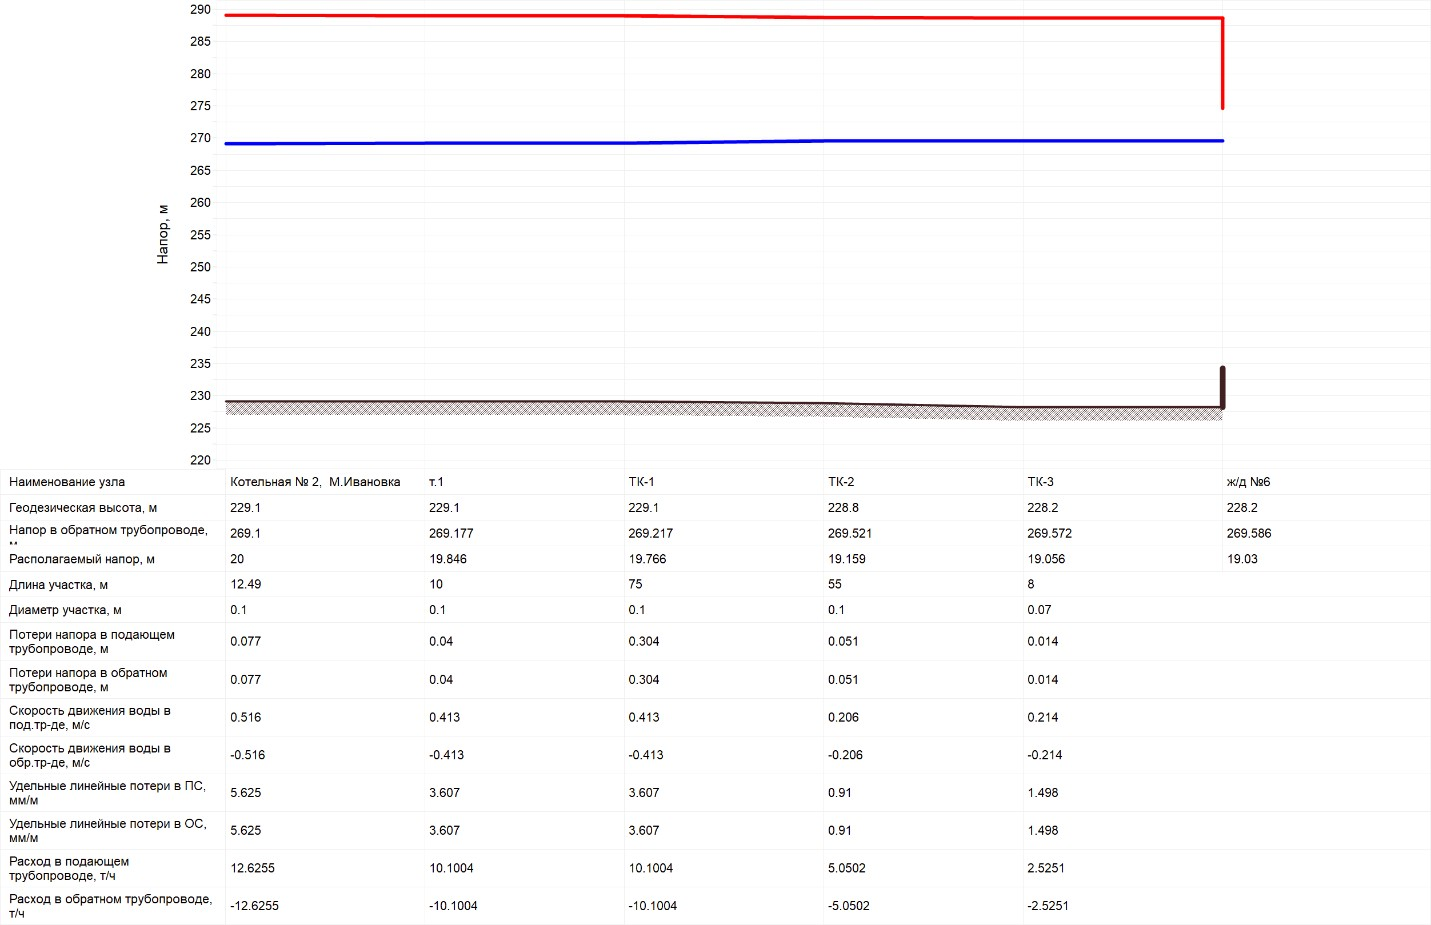 290
285
280
275
270
265
260
255
250
245
240
235
230
225
220
Напор, м
Наименование узла Котельная № 2, М.Ивановка т.1 ТК-1 ТК-2 ТК-3 ж/д №6
Геодезическая высота, м 229.1 229.1 229.1 228.8 228.2 228.2
Напор в обратном трубопроводе, м 269.1 269.177 269.217 269.521 269.572 269.586
Располагаемый напор, м 20 19.846 19.766 19.159 19.056 19.03
Длина участка, м 12.49 10 75 55 8
Диаметр участка, м 0.1 0.1 0.1 0.1 0.07
Потери напора в подающем
трубопроводе, м 0.077 0.04 0.304 0.051 0.014
Потери напора в обратном
трубопроводе, м 0.077 0.04 0.304 0.051 0.014
Скорость движения воды в
под.тр-де, м/с 0.516 0.413 0.413 0.206 0.214
Скорость движения воды в
обр.тр-де, м/с -0.516 -0.413 -0.413 -0.206 -0.214
Удельные линейные потери в ПС,
мм/м 5.625 3.607 3.607 0.91 1.498
Удельные линейные потери в ОС,
мм/м 5.625 3.607 3.607 0.91 1.498
Расход в подающем
трубопроводе, т/ч 12.6255 10.1004 10.1004 5.0502 2.5251
Расход в обратном трубопроводе,
т/ч -12.6255 -10.1004 -10.1004 -5.0502 -2.5251